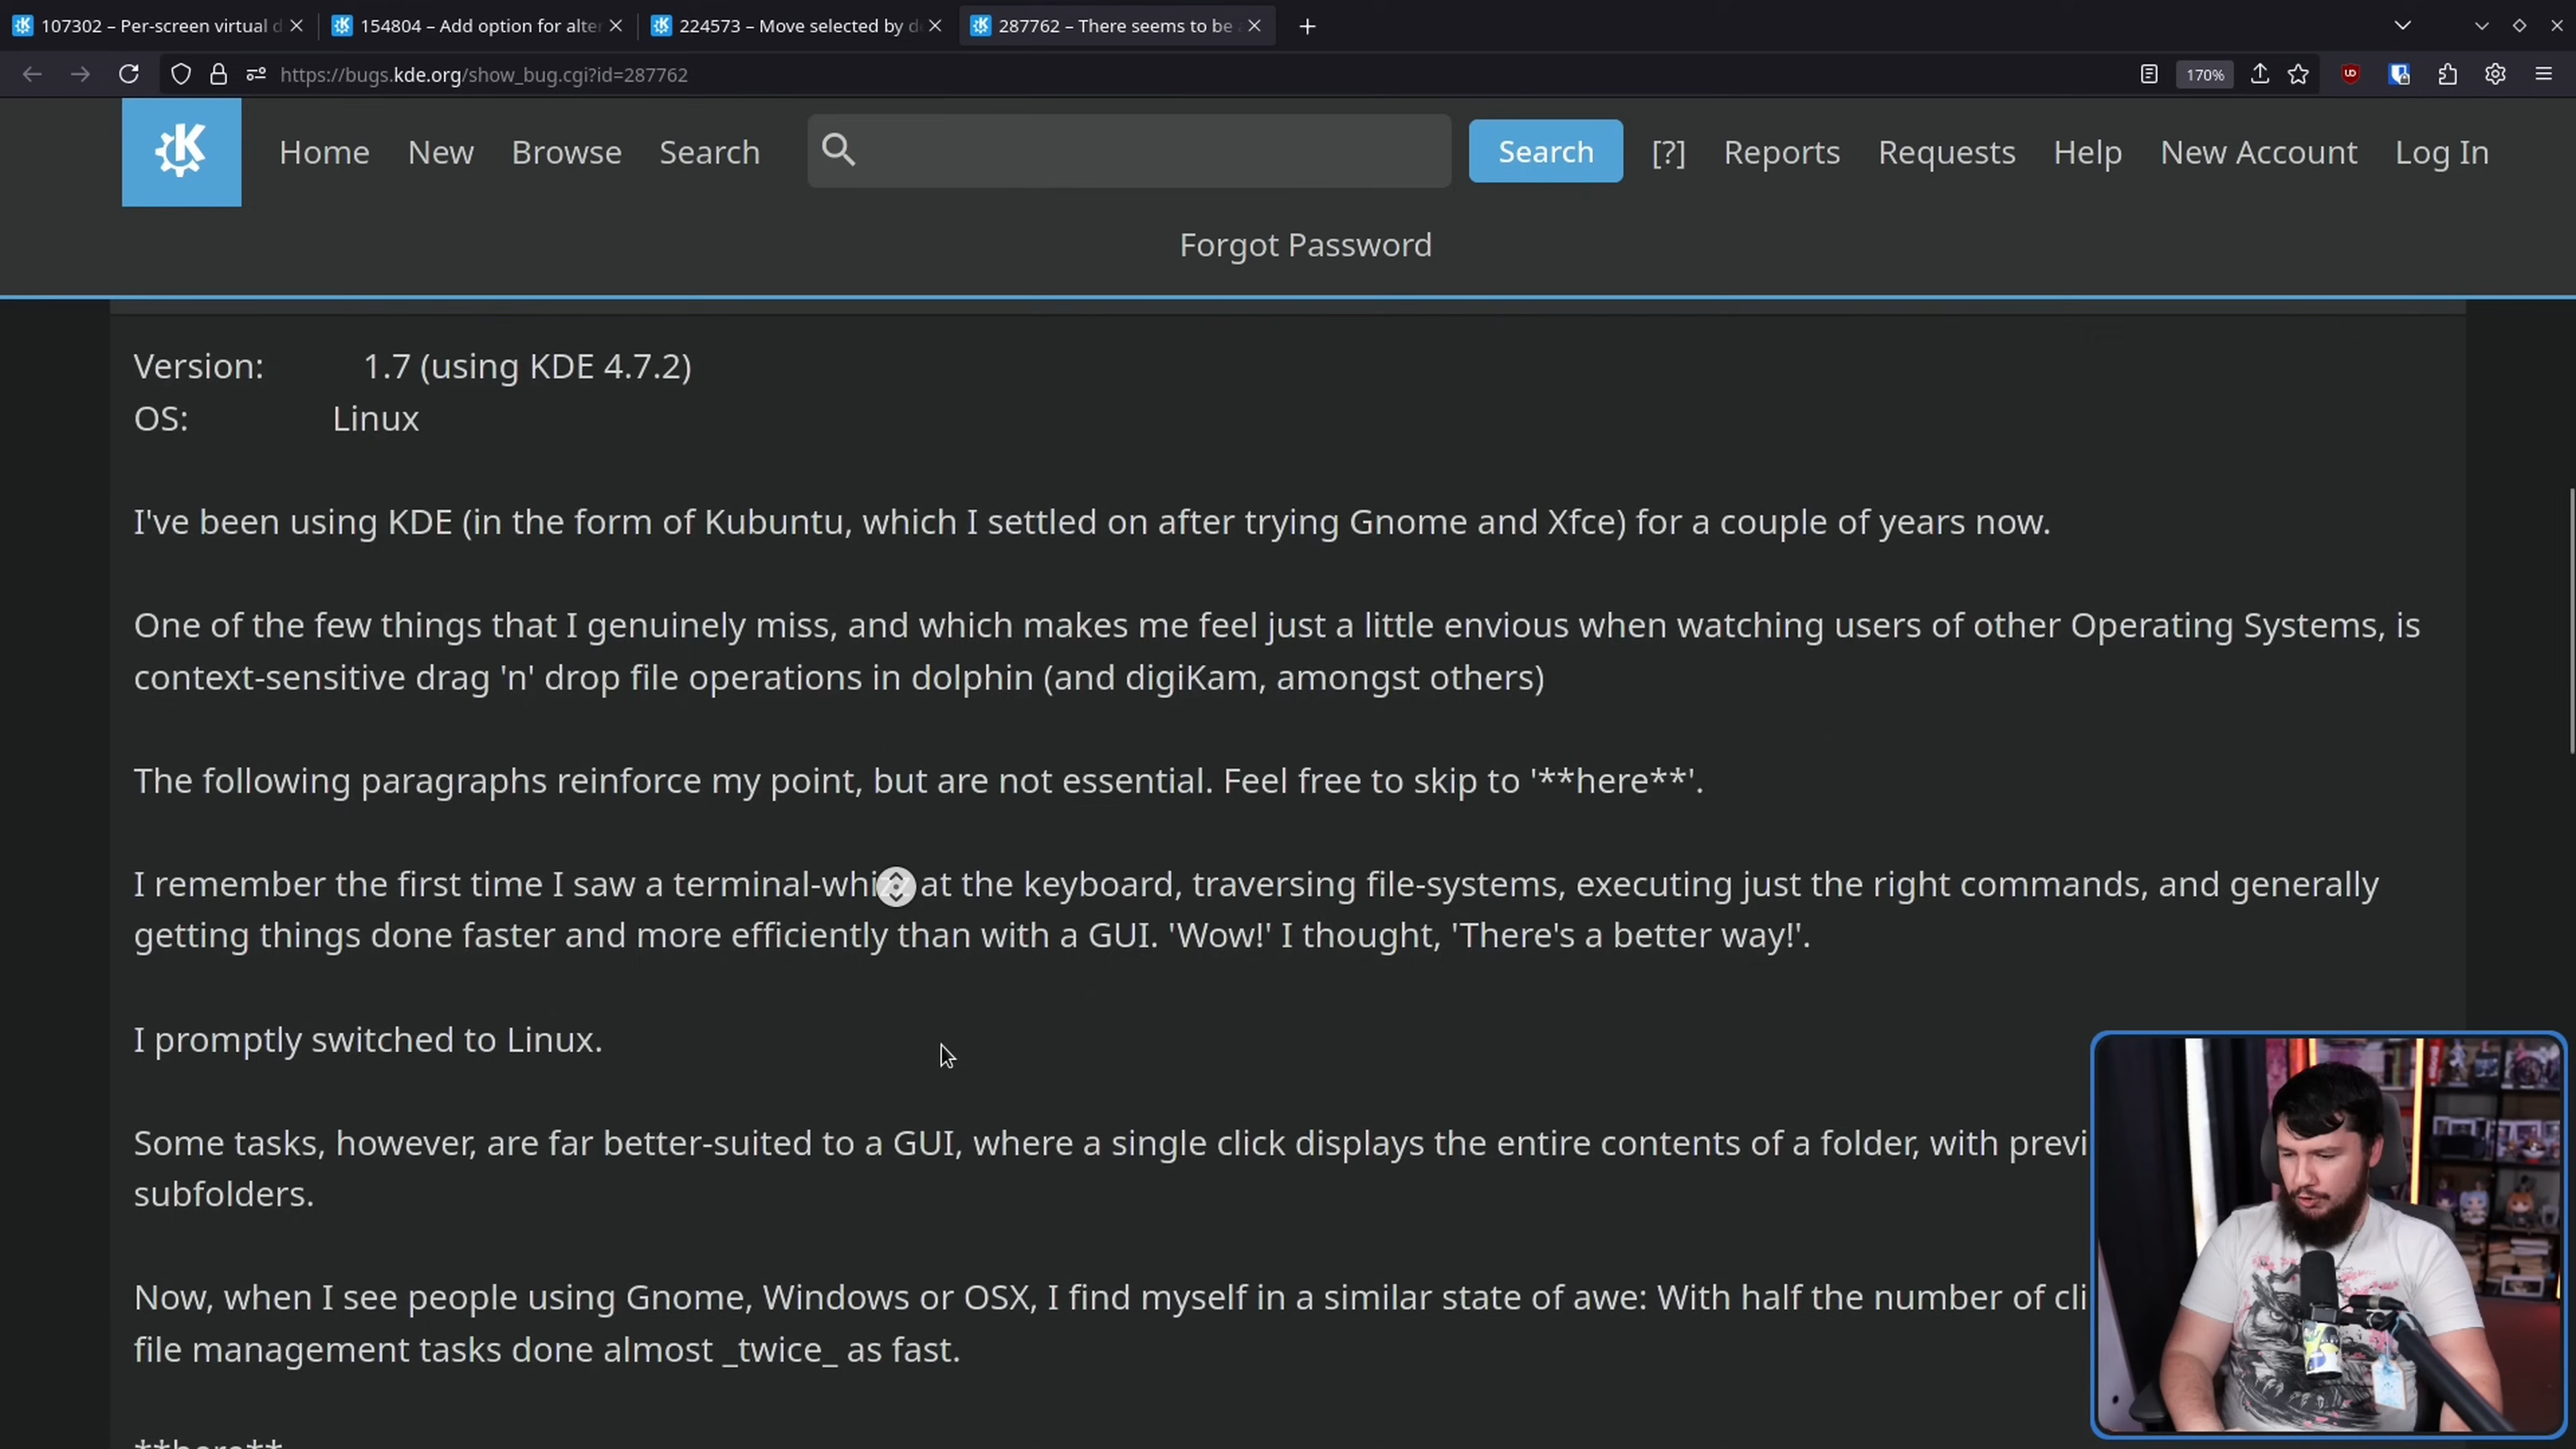 107302 – Per-screen virtual d
154804 – Add option for alter
224573 – Move selected by d
287762 – There seems to be
https://bugs.kde.org/show_bug.cgi?id=287762
170%
Home New Browse Search Search [?] Reports Requests Help New Account Log In
Forgot Password
Version: 1.7 (using KDE 4.7.2)
OS: Linux
I've been using KDE (in the form of Kubuntu, which I settled on after trying Gnome and Xfce) for a couple of years now.
One of the few things that I genuinely miss, and which makes me feel just a little envious when watching users of other Operating Systems, is
context-sensitive drag 'n' drop file operations in dolphin (and digiKam, amongst others)
The following paragraphs reinforce my point, but are not essential. Feel free to skip to '**here**'.
I remember the first time I saw a terminal-whiz at the keyboard, traversing file-systems, executing just the right commands, and generally
getting things done faster and more efficiently than with a GUI. 'Wow!' I thought, 'There's a better way!'.
I promptly switched to Linux.
Some tasks, however, are far better-suited to a GUI, where a single click displays the entire contents of a folder, with previ
subfolders.
Now, when I see people using Gnome, Windows or OSX, I find myself in a similar state of awe: With half the number of cli
file management tasks done almost _twice_ as fast.
**here**